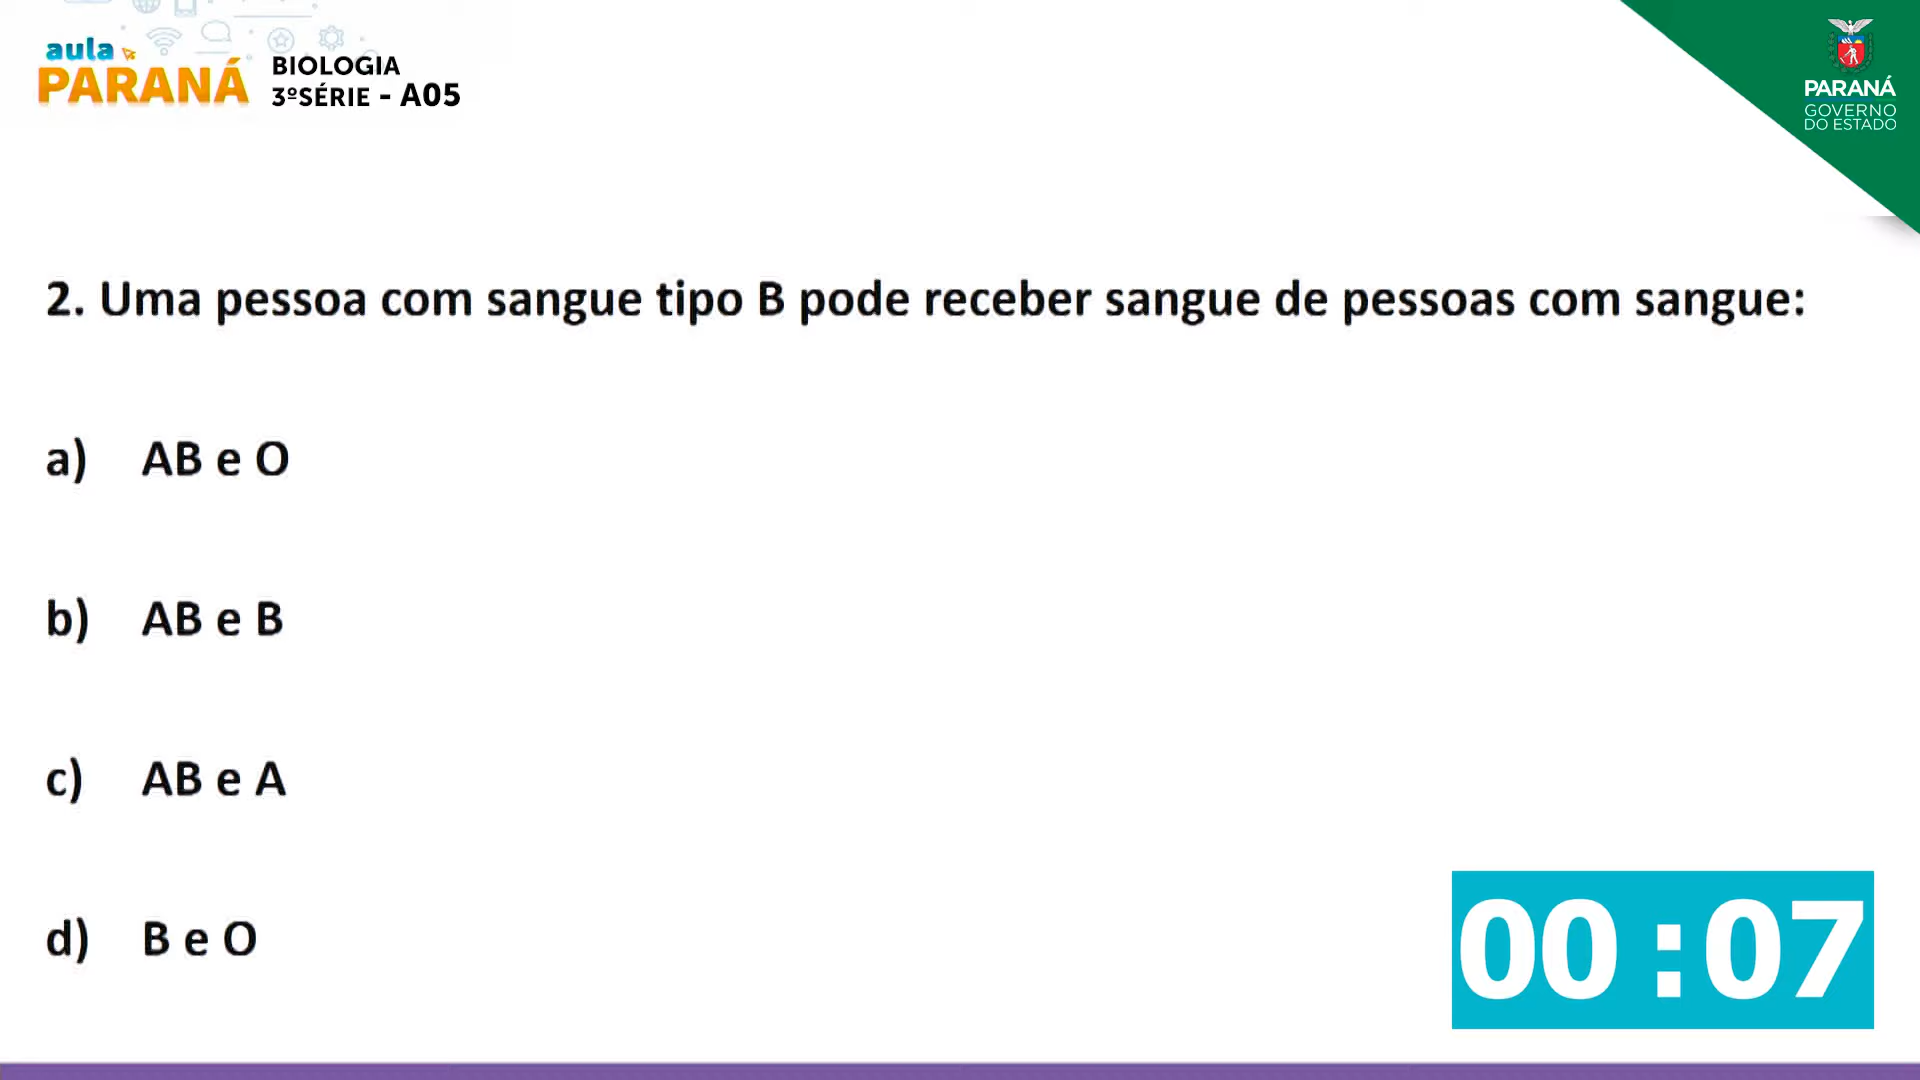 aula
PARANÁ
BIOLOGIA
3ºSÉRIE - A05
PARANÁ
GOVERNO
DO ESTADO
2. Uma pessoa com sangue tipo B pode receber sangue de pessoas com sangue:
a) AB e O
b) AB e B
c) AB e A
d) B e O
00:07